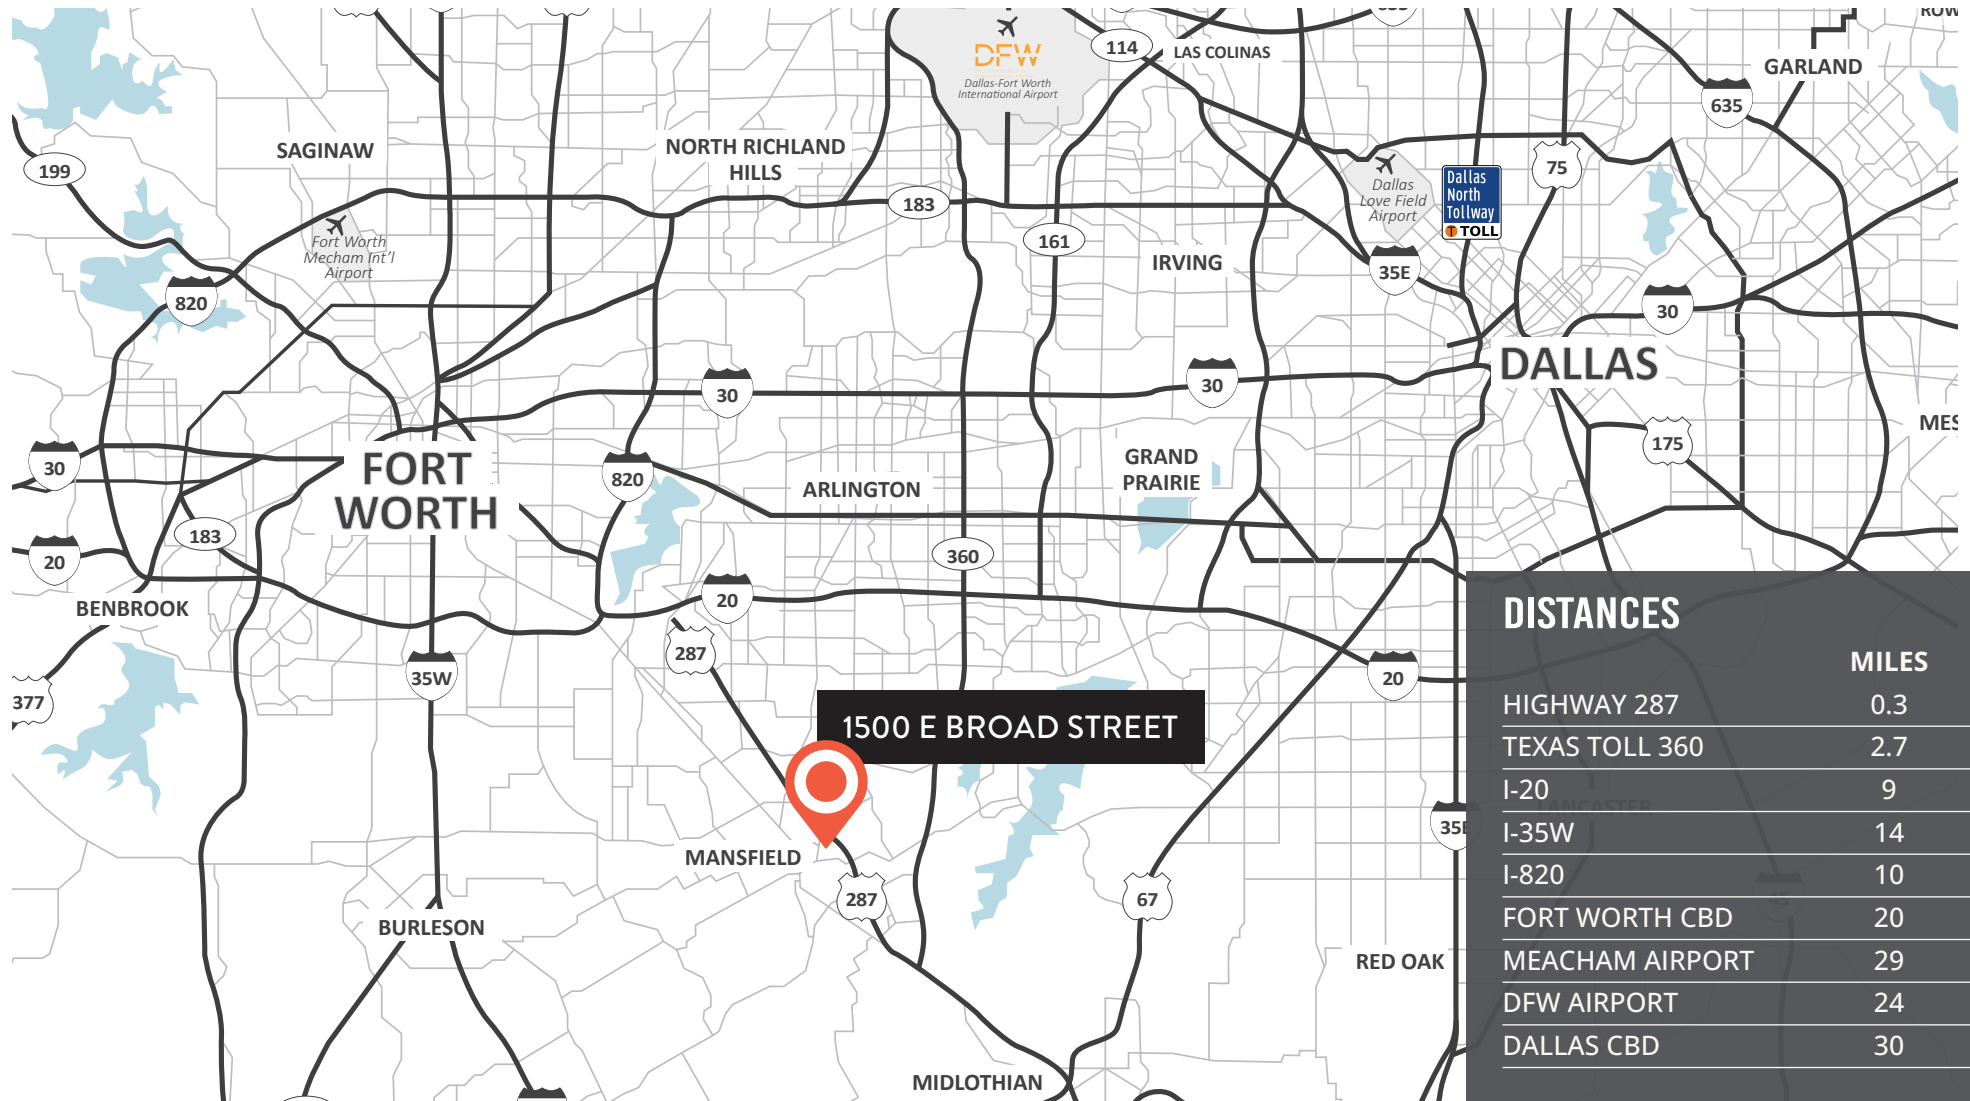 DFW
Dallas-Fort Worth
International Airport
114
LAS COLINAS
GARLAND
635
199
SAGINAW
NORTH RICHLAND
HILLS
183
161
Fort Worth
Mecham Int'l
Airport
820
IRVING
Dallas
Love Field
Airport
Dallas
North
Tollway
TOLL
75
35E
30
DALLAS
30
30
175
MES
30
FORT
WORTH
820
ARLINGTON
GRAND
PRAIRIE
183
20
360
BENBROOK
20
287
35W
377
20
1500 E BROAD STREET
MANSFIELD
287
67
35E
BURLESON
RED OAK
MIDLOTHIAN
DISTANCES
MILES
HIGHWAY 287 0.3
TEXAS TOLL 360 2.7
I-20 9
LANCASTER
I-35W 14
I-820 10
45
FORT WORTH CBD 20
MEACHAM AIRPORT 29
DFW AIRPORT 24
DALLAS CBD 30